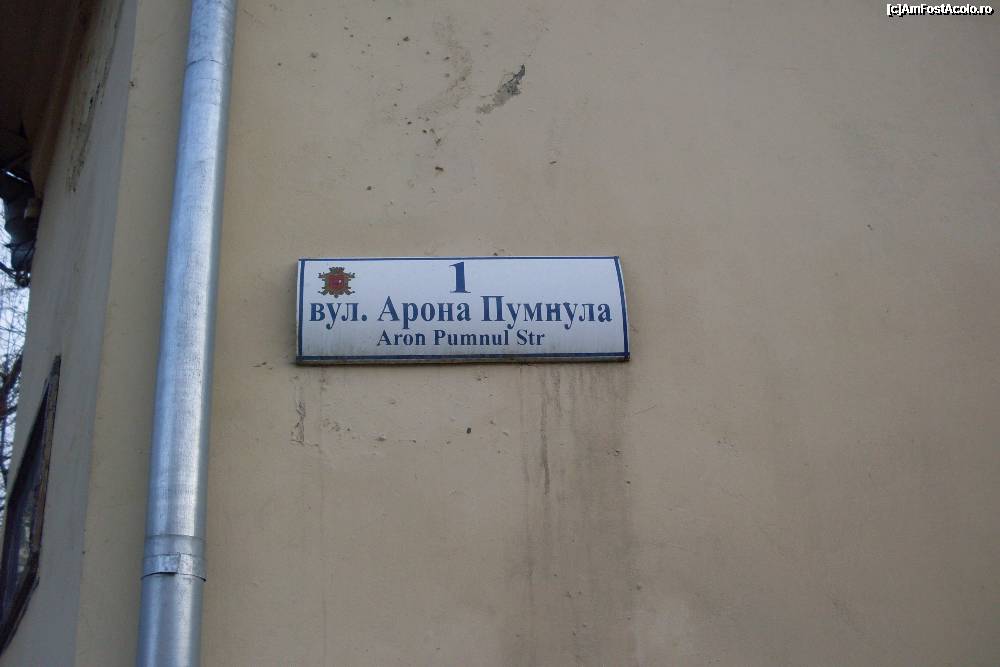 [c]AmFostAcolo.ro
1
вул. Арона Пумнула
Aron Pumnul Str